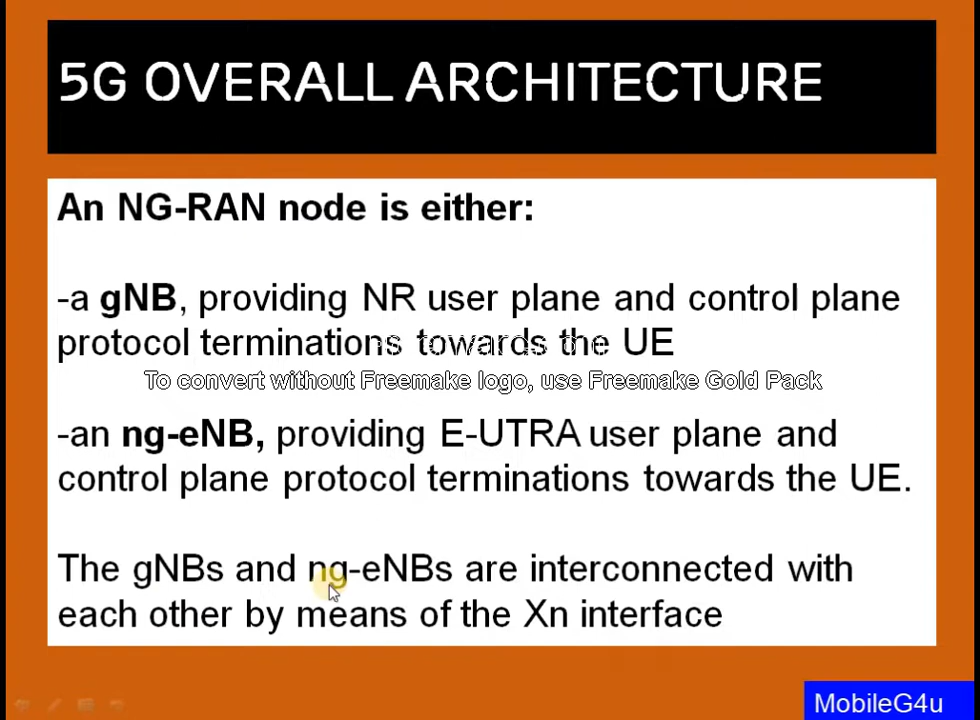 5G OVERALL ARCHITECTURE
An NG-RAN node is either:
-a gNB, providing NR user plane and control plane
protocol terminations towards the UE
To convert without Freemake logo, use Freemake Gold Pack
-an ng-eNB, providing E-UTRA user plane and
control plane protocol terminations towards the UE.
The gNBs and ng-eNBs are interconnected with
each other by means of the Xn interface
MobileG4u